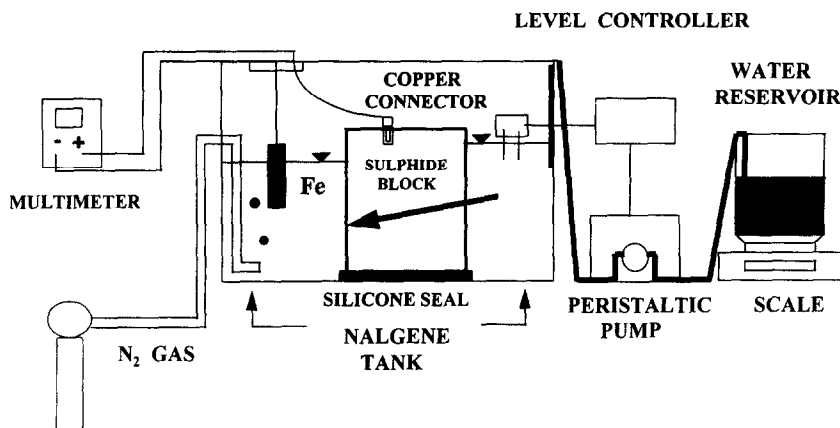 LEVEL CONTROLLER
WATER
RESERVOIR
COPPER
CONNECTOR
- +
SULPHIDE
BLOCK
Fe
MULTIMETER
SILICONE SEAL
PERISTALTIC
PUMP
SCALE
NALGENE
TANK
N₂ GAS